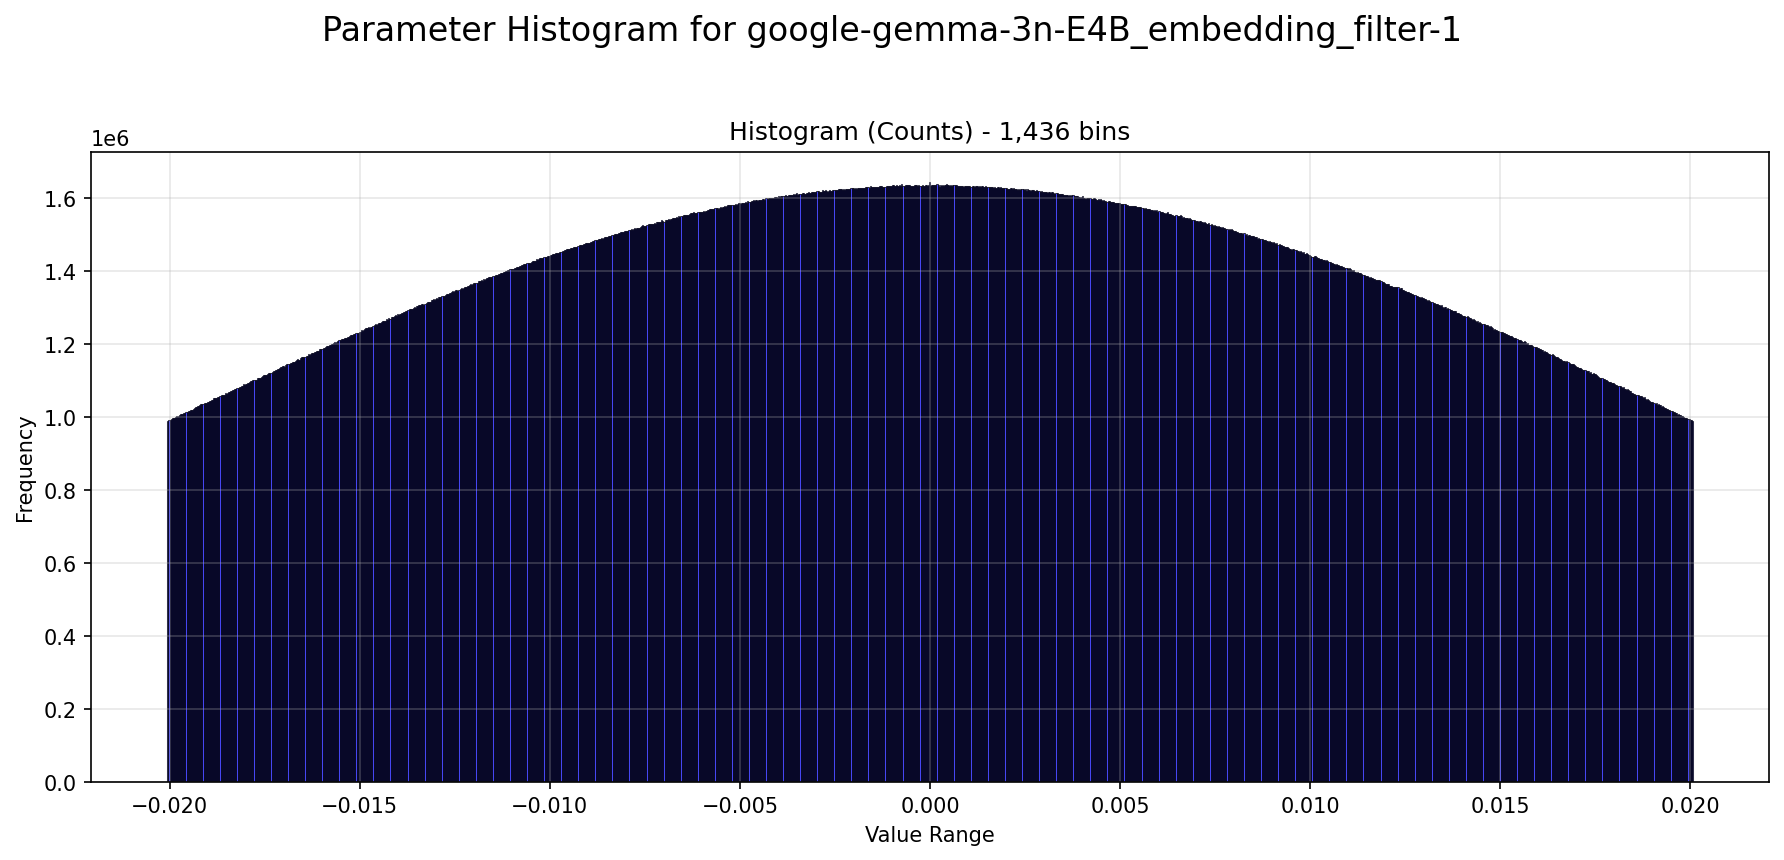 Parameter Histogram for google-gemma-3n-E4B_embedding_filter-1
Histogram (Counts) - 1,436 bins
1e6
1.6
1.4
1.2
1.0
0.8
0.6
0.4
0.2
0.0
Frequency
−0.020 −0.015 −0.010 −0.005 0.000 0.005 0.010 0.015 0.020
Value Range